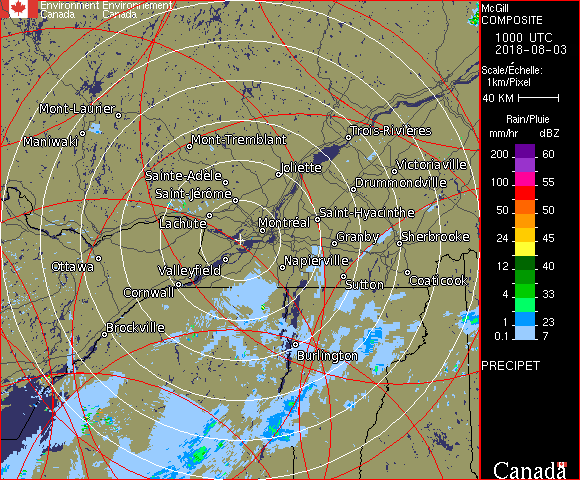 Environment Environnement
Canada Canada
McGill
COMPOSITE
1000 UTC
2018-08-03
Scale/Échelle:
1km/Pixel
40 KM
Rain/Pluie
mm/hr dBZ
200 60
150 57
100 55
50 50
24 45
12 40
4 33
1 23
0.1 7
PRECIPET
Canada
Mont-Laurier
Maniwaki
Mont-Tremblant
Trois-Rivières
Joliette
Victoriaville
Sainte-Adèle
Drummondville
Saint-Jérôme
Saint-Hyacinthe
Lachute
Montréal
Granby
Sherbrooke
Ottawa
Valleyfield
Napierville
Cornwall
Sutton
Coaticook
Brockville
Burlington